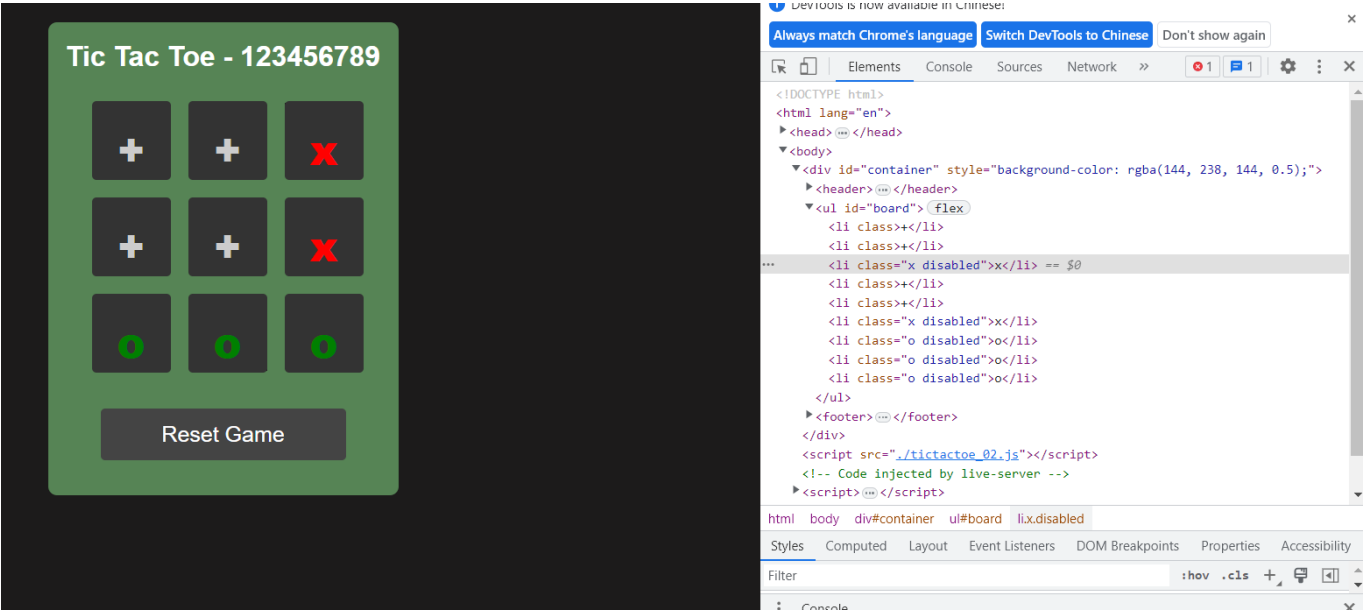 DevTools is now available in Chinese!
Always match Chrome's language Switch DevTools to Chinese Don't show again ×
Tic Tac Toe - 123456789
Elements Console Sources Network » 1 1
+ + x
+ + x
o o o
Reset Game
<!DOCTYPE html>
<html lang="en">
<head>…</head>
<body>
<div id="container" style="background-color: rgba(144, 238, 144, 0.5);">
<header>…</header>
<ul id="board"> flex
<li class>+</li>
<li class>+</li>
<li class="x disabled">x</li> == $0
<li class>+</li>
<li class>+</li>
<li class="x disabled">x</li>
<li class="o disabled">o</li>
<li class="o disabled">o</li>
<li class="o disabled">o</li>
</ul>
<footer>…</footer>
</div>
<script src="./tictactoe_02.js"></script>
<!-- Code injected by live-server -->
<script>…</script>
html body div#container ul#board li.x.disabled
Styles Computed Layout Event Listeners DOM Breakpoints Properties Accessibility
Filter :hov .cls +
Console